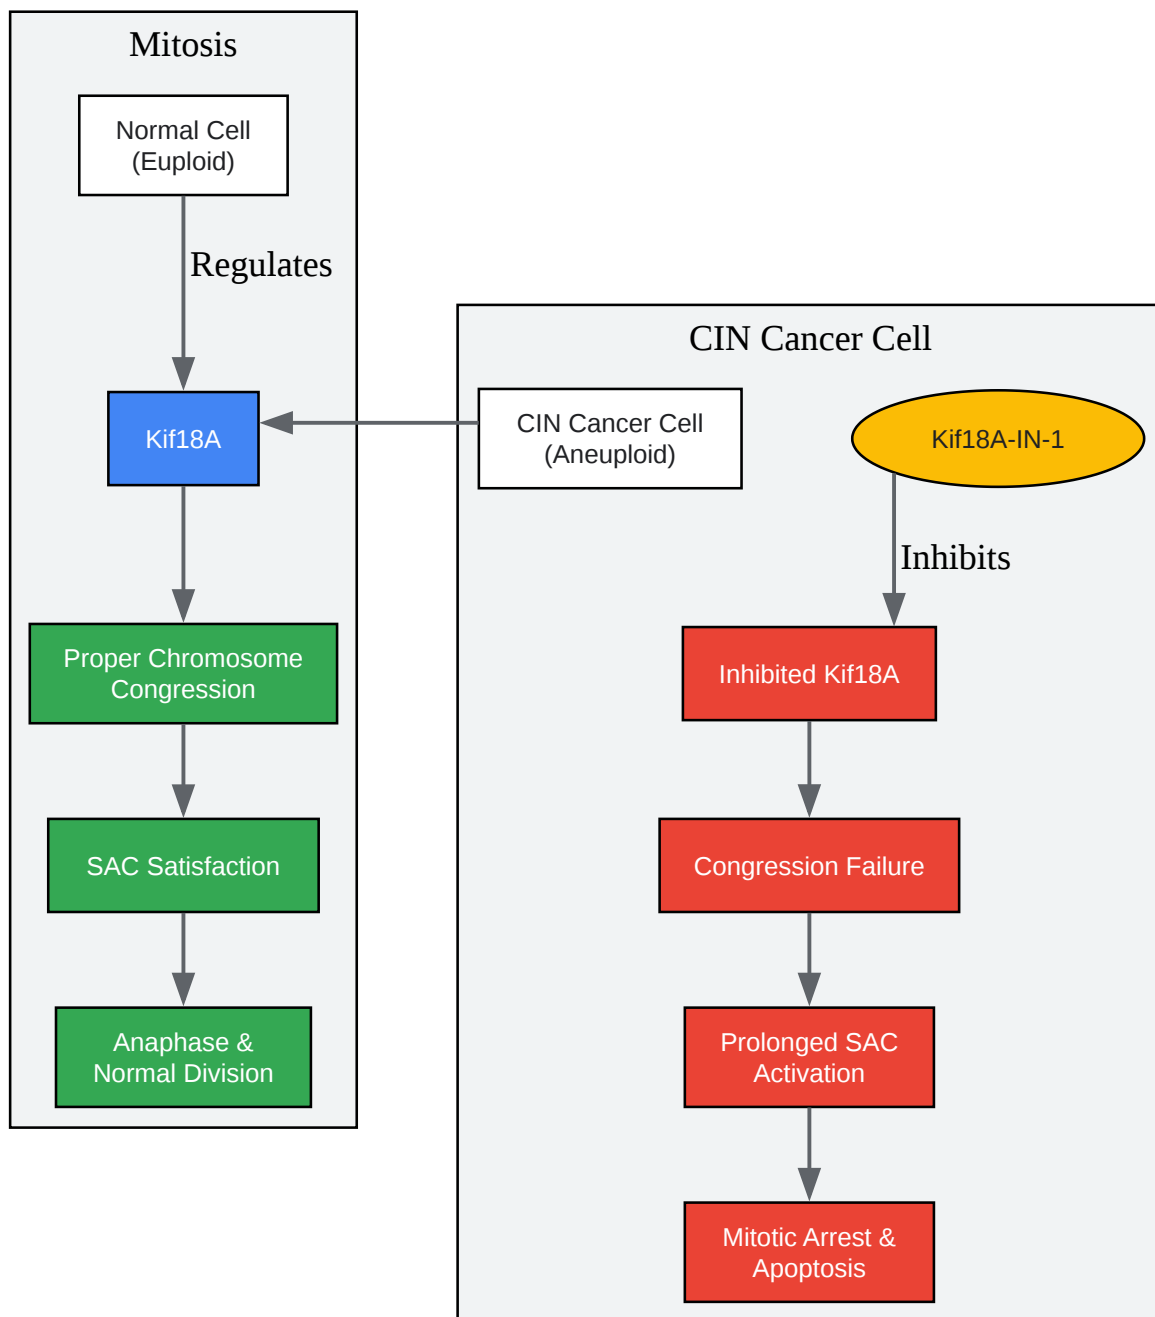 Mitosis
Normal Cell
(Euploid)
Regulates
Kif18A
Proper Chromosome
Congression
SAC Satisfaction
Anaphase &
Normal Division
CIN Cancer Cell
CIN Cancer Cell
(Aneuploid)
Kif18A-IN-1
Inhibits
Inhibited Kif18A
Congression Failure
Prolonged SAC
Activation
Mitotic Arrest &
Apoptosis